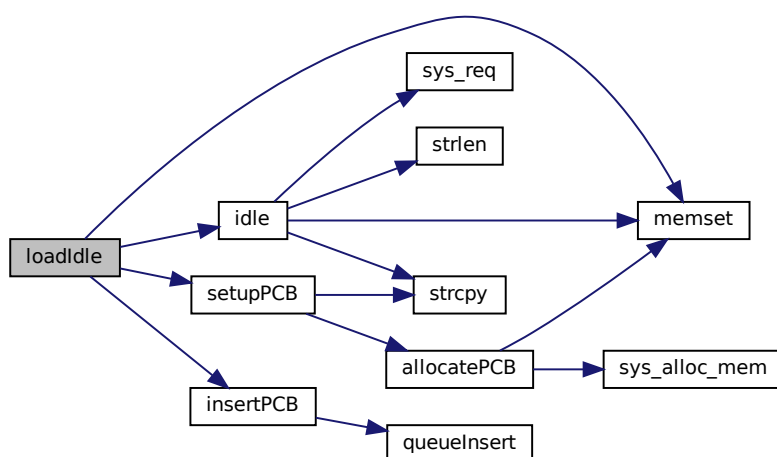 sys_req
strlen
idle
memset
loadIdle
setupPCB
strcpy
allocatePCB
sys_alloc_mem
insertPCB
queueInsert